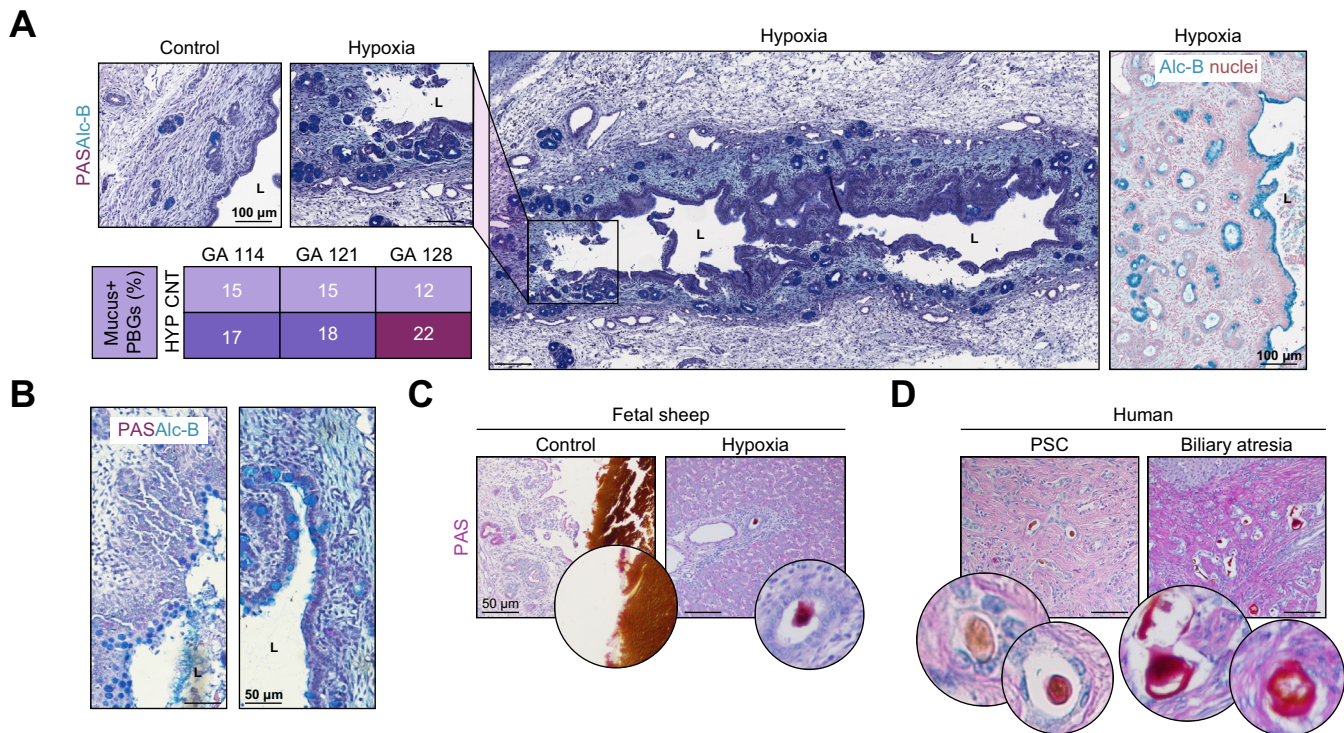 A
Control
Hypoxia
Hypoxia
Hypoxia
PASAlc-B
L
100 µm
L
L
L
Alc-B nuclei
L
100 µm
GA 114
GA 121
GA 128
Mucus+
PBGs (%)
HYP CNT
15
15
12
17
18
22
B
PASAlc-B
L
L
50 µm
C
Fetal sheep
Control
Hypoxia
PAS
50 µm
D
Human
PSC
Biliary atresia